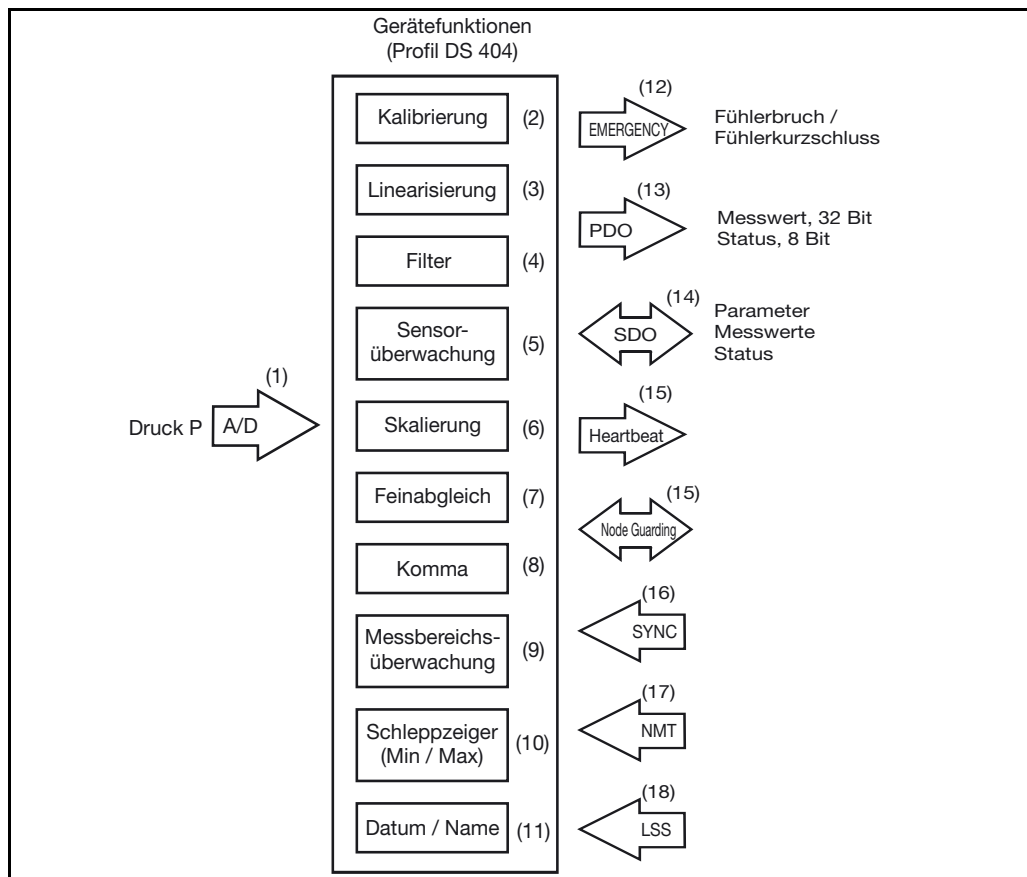 Gerätefunktionen
(Profil DS 404)
Druck P
A/D
(1)
Kalibrierung
(2)
Linearisierung
(3)
Filter
(4)
Sensor-
überwachung
(5)
Skalierung
(6)
Feinabgleich
(7)
Komma
(8)
Messbereichs-
überwachung
(9)
Schleppzeiger
(Min / Max)
(10)
Datum / Name
(11)
(12)
EMERGENCY
Fühlerbruch /
Fühlerkurzschluss
(13)
PDO
Messwert, 32 Bit
Status, 8 Bit
(14)
SDO
Parameter
Messwerte
Status
(15)
Heartbeat
(15)
Node Guarding
(16)
SYNC
(17)
NMT
(18)
LSS